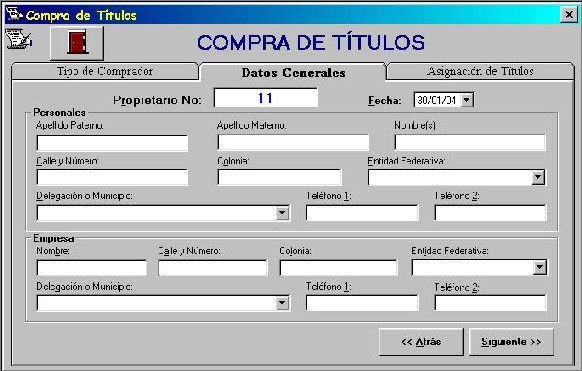 Compra de Títulos
COMPRA DE TÍTULOS
Tipo de Comprador Datos Generales Asignación de Títulos
Propietario No: 11 Fecha: 30/01/04
Personales
Apellido Paterno: Apellido Materno: Nombre(s)
Calle y Número: Colonia: Entidad Federativa:
Delegación o Municipio: Teléfono 1: Teléfono 2:
Empresa
Nombre: Calle y Número: Colonia: Entidad Federativa:
Delegación o Municipio: Teléfono 1: Teléfono 2:
<< Atrás Siguiente >>